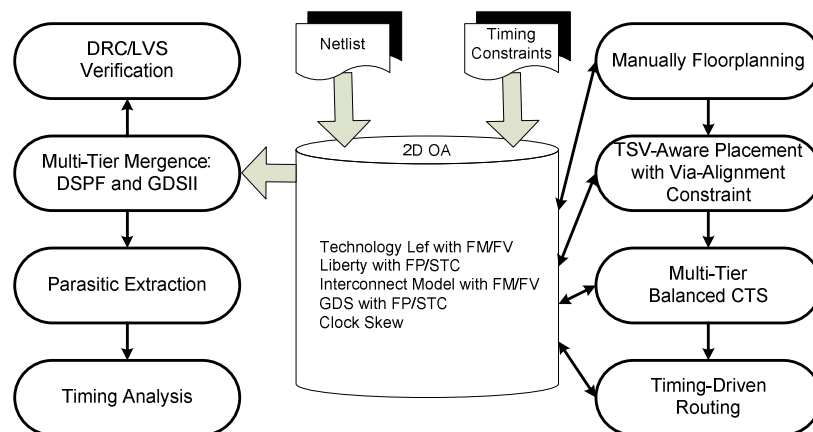 DRC/LVS
Verification
Multi-Tier Mergence:
DSPF and GDSII
Parasitic Extraction
Timing Analysis
Netlist
Timing
Constraints
2D OA
Technology Lef with FM/FV
Liberty with FP/STC
Interconnect Model with FM/FV
GDS with FP/STC
Clock Skew
Manually Floorplanning
TSV-Aware Placement
with Via-Alignment
Constraint
Multi-Tier
Balanced CTS
Timing-Driven
Routing